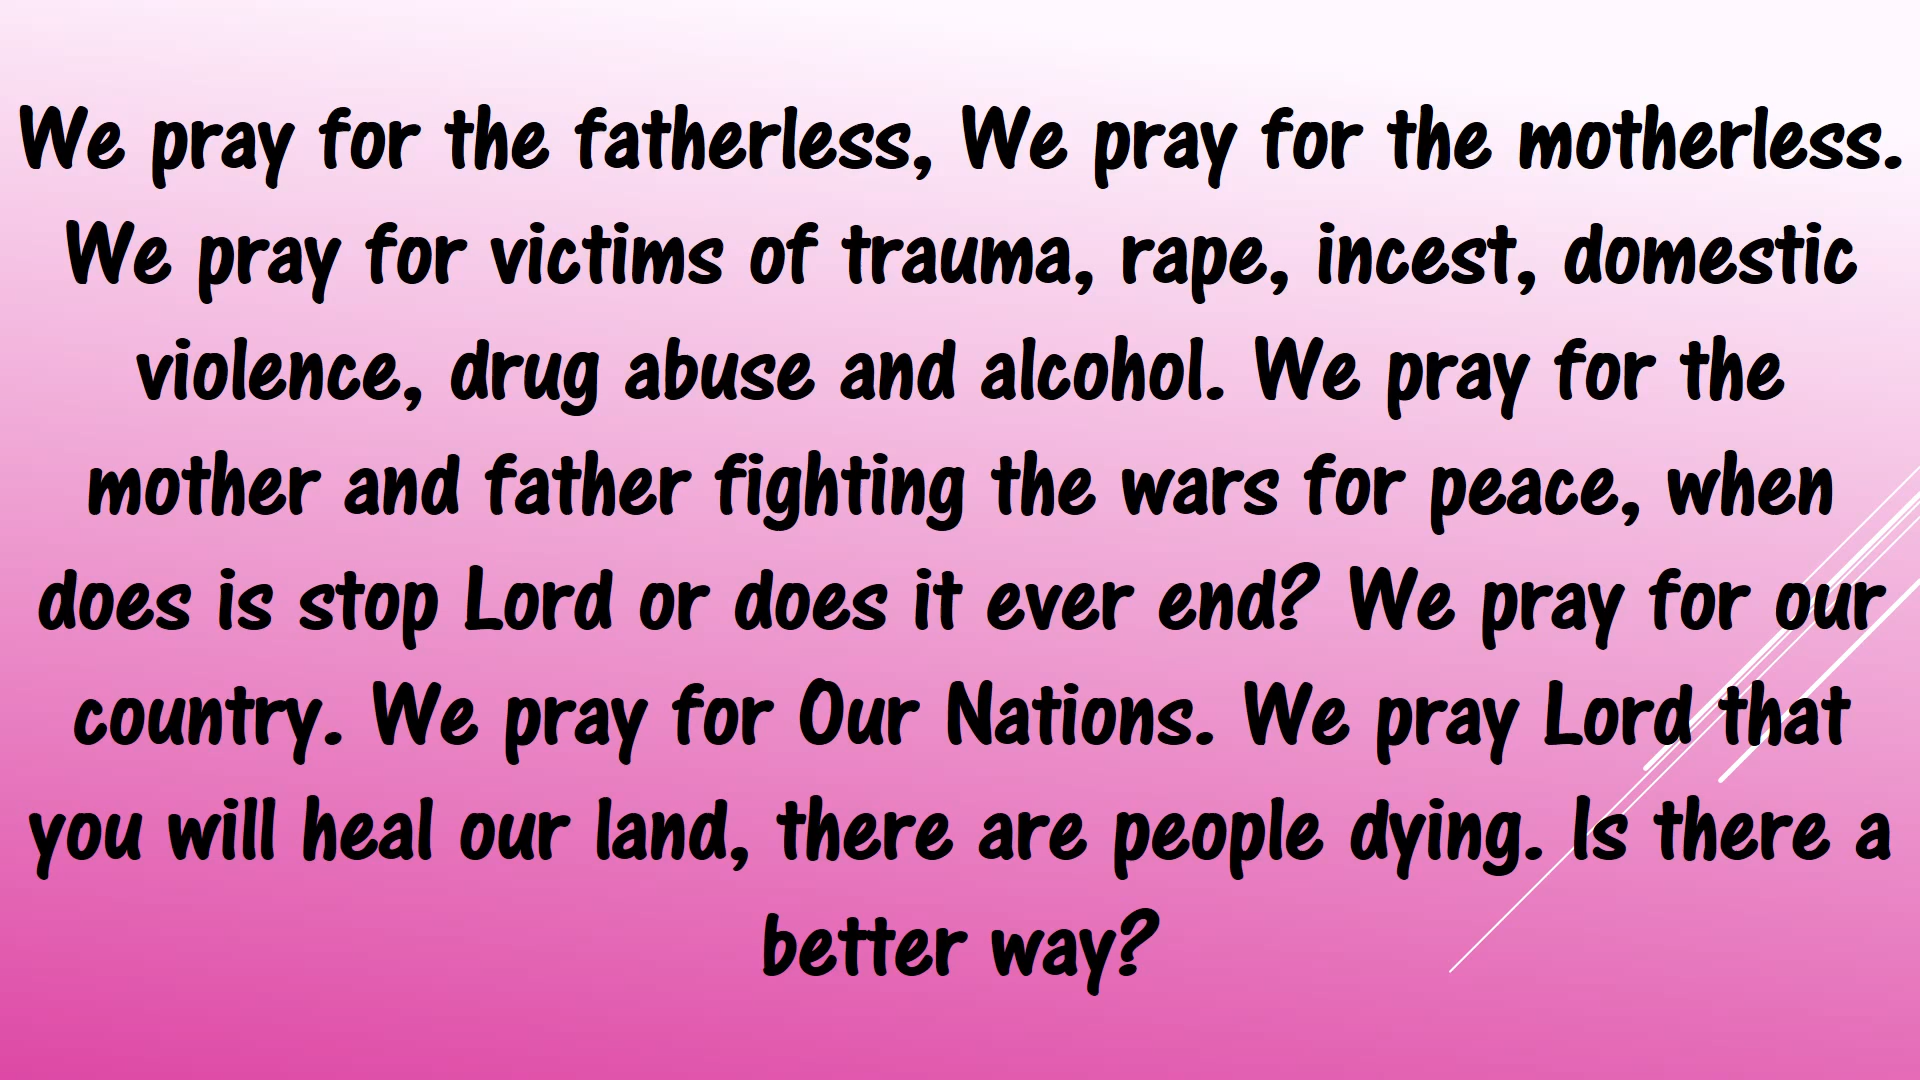 We pray for the fatherless, We pray for the motherless.
We pray for victims of trauma, rape, incest, domestic
violence, drug abuse and alcohol. We pray for the
mother and father fighting the wars for peace, when
does is stop Lord or does it ever end? We pray for our
country. We pray for Our Nations. We pray Lord that
you will heal our land, there are people dying. Is there a
better way?